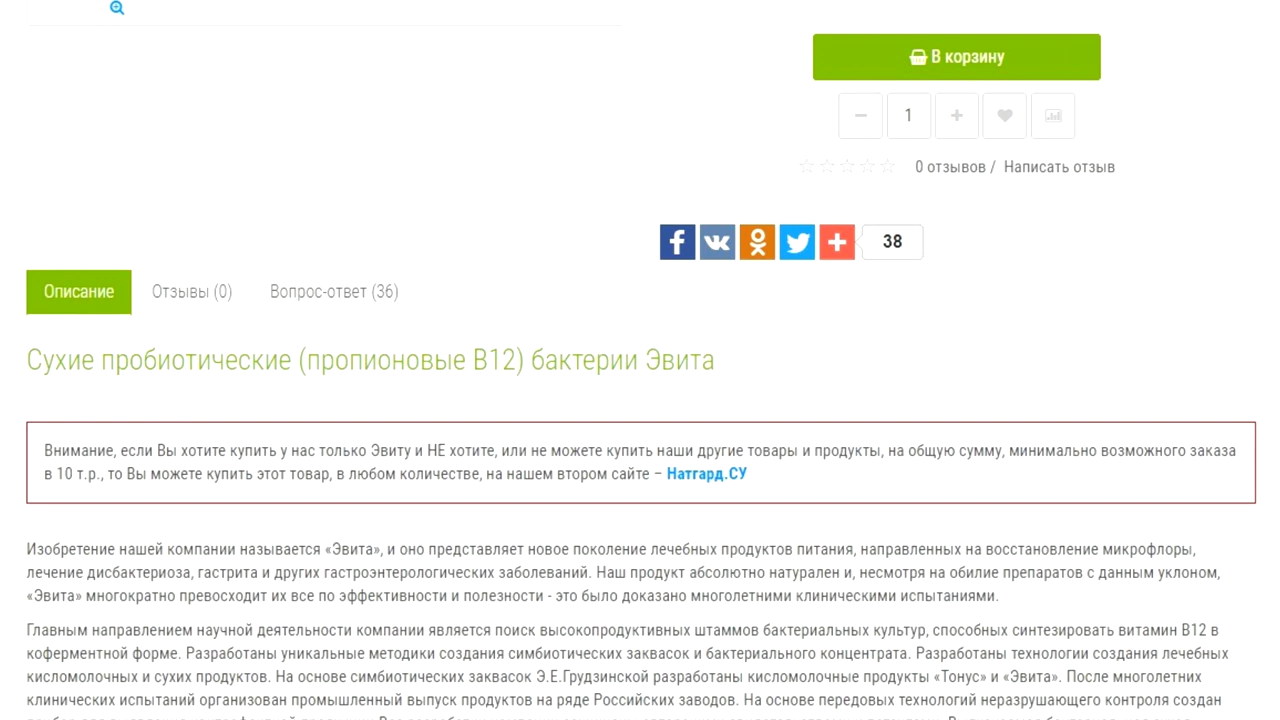 В корзину
1
0 отзывов / Написать отзыв
38
Описание Отзывы (0) Вопрос-ответ (36)
Сухие пробиотические (пропионовые В12) бактерии Эвита
Внимание, если Вы хотите купить у нас только Эвиту и НЕ хотите, или не можете купить наши другие товары и продукты, на общую сумму, минимально возможного заказа
в 10 т.р., то Вы можете купить этот товар, в любом количестве, на нашем втором сайте – Натгард.СУ
Изобретение нашей компании называется «Эвита», и оно представляет новое поколение лечебных продуктов питания, направленных на восстановление микрофлоры,
лечение дисбактериоза, гастрита и других гастроэнтерологических заболеваний. Наш продукт абсолютно натурален и, несмотря на обилие препаратов с данным уклоном,
«Эвита» многократно превосходит их все по эффективности и полезности - это было доказано многолетними клиническими испытаниями.
Главным направлением научной деятельности компании является поиск высокопродуктивных штаммов бактериальных культур, способных синтезировать витамин В12 в
коферментной форме. Разработаны уникальные методики создания симбиотических заквасок и бактериального концентрата. Разработаны технологии создания лечебных
кисломолочных и сухих продуктов. На основе симбиотических заквасок Э.Е.Грудзинской разработаны кисломолочные продукты «Тонус» и «Эвита». После многолетних
клинических испытаний организован промышленный выпуск продуктов на ряде Российских заводов. На основе передовых технологий неразрушающего контроля создан